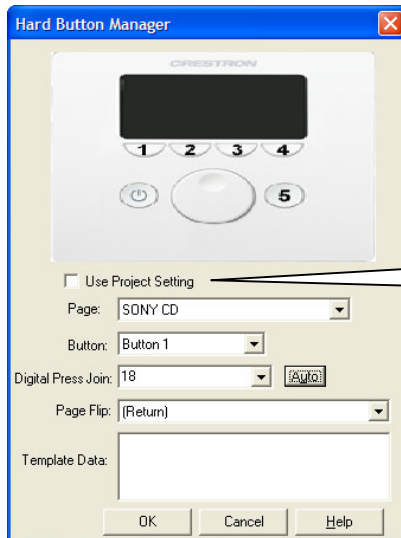 Hard Button Manager
CRESTRON
1 2 3 4
5
Use Project Setting
Page: SONY CD
Button: Button 1
Digital Press Join: 18 Auto
Page Flip: (Return)
Template Data:
OK Cancel Help